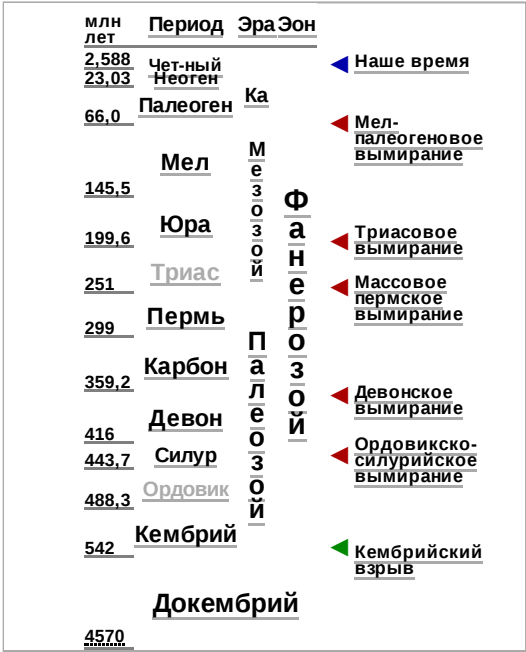 млн
лет
Период Эра Эон
2,588
Чет-ный
23,03
Неоген
Наше время
Палеоген
Ка
66,0
Мел-
палеогеновое
вымирание
Мел
Мезозой
145,5
Фанерозой
Юра
199,6
Триасовое
вымирание
Триас
251
Массовое
пермское
вымирание
Пермь
299
Палеозой
Карбон
359,2
Девонское
вымирание
Девон
416
Силур
443,7
Ордовикско-
силурийское
вымирание
Ордовик
488,3
Кембрий
542
Кембрийский
взрыв
Докембрий
4570